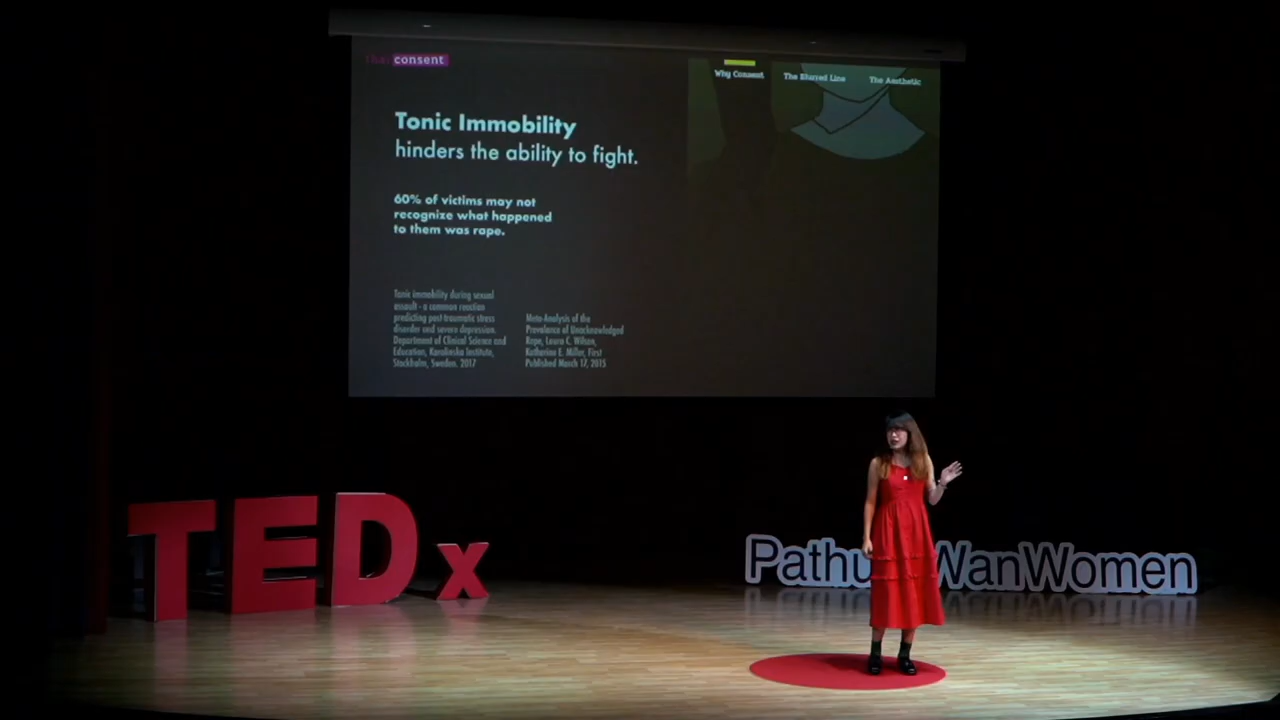 thai consent
Why Consent
The Blurred Line
The Aesthetic
Tonic Immobility
hinders the ability to fight.
60% of victims may not
recognize what happened
to them was rape.
Tonic immobility during sexual
assault - a common reaction
predicting post-traumatic stress
disorder and severe depression.
Department of Clinical Science and
Education, Karolinska Institute,
Stockholm, Sweden. 2017
Meta-Analysis of the
Prevalence of Unacknowledged
Rape, Laura C. Wilson,
Katherine E. Miller, First
Published March 17, 2015
TEDx
Pathu WanWomen